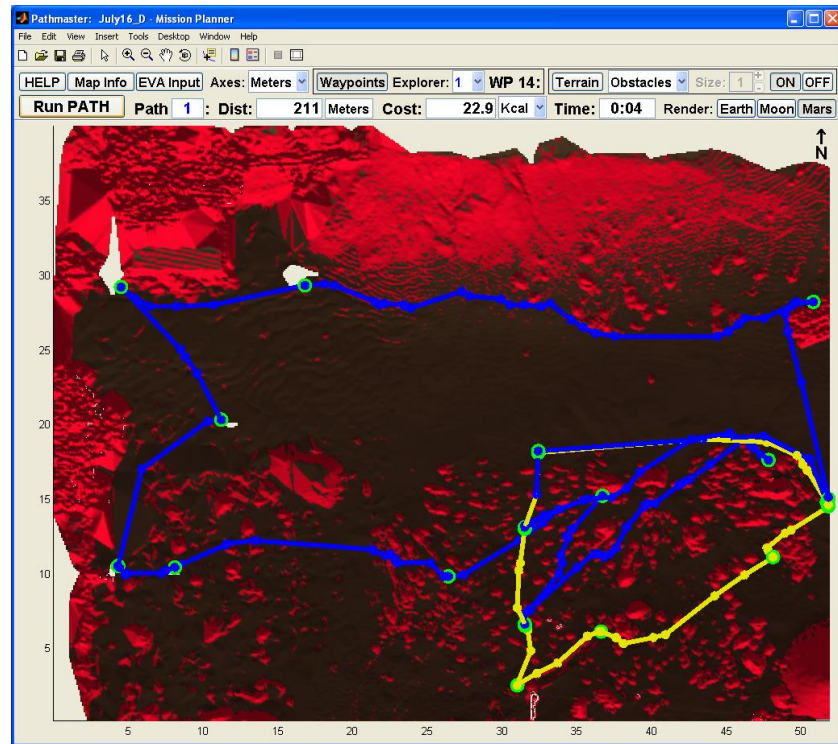 Pathmaster: July16_D - Mission Planner
File Edit View Insert Tools Desktop Window Help
HELP Map Info EVA Input Axes: Meters Waypoints Explorer: 1 WP 14: Terrain Obstacles Size: 1 ON OFF
Run PATH Path 1 : Dist: 211 Meters Cost: 22.9 Kcal Time: 0:04 Render: Earth Moon Mars
N
35
30
25
20
15
10
5
5 10 15 20 25 30 35 40 45 50